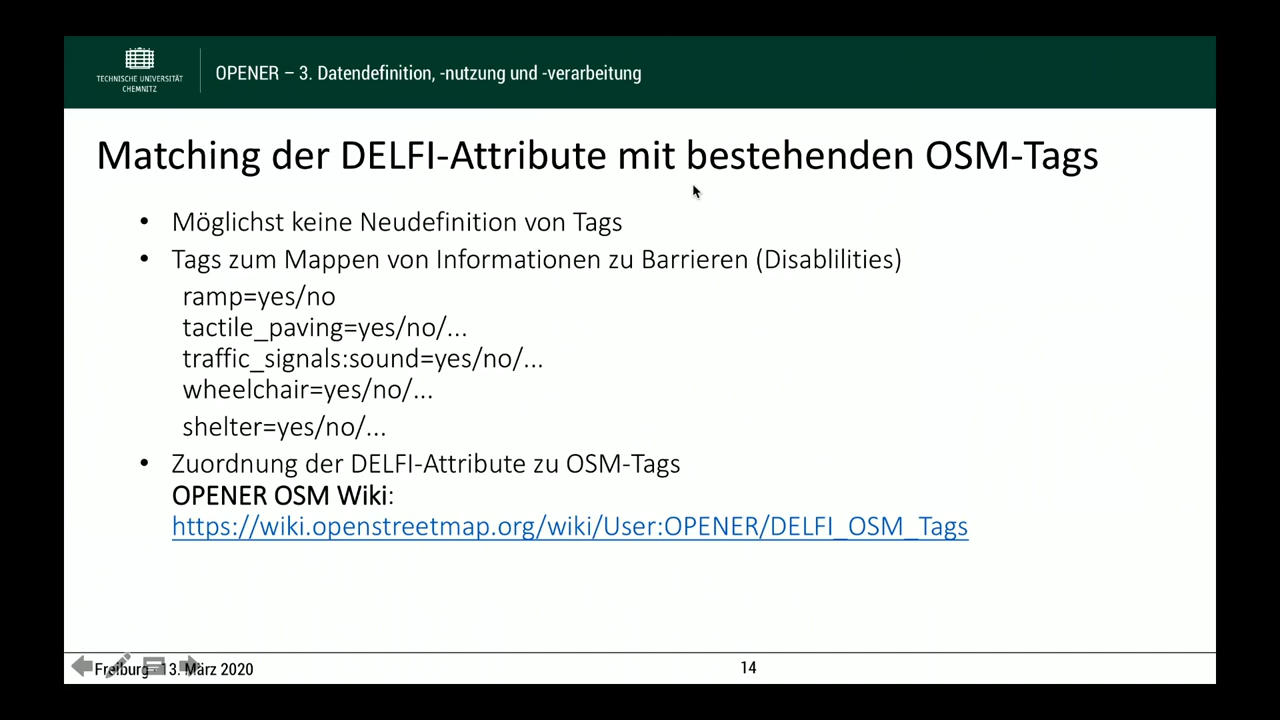 TECHNISCHE UNIVERSITÄT
CHEMNITZ
OPENER – 3. Datendefinition, -nutzung und -verarbeitung
Matching der DELFI-Attribute mit bestehenden OSM-Tags
• Möglichst keine Neudefinition von Tags
• Tags zum Mappen von Informationen zu Barrieren (Disablilities)
ramp=yes/no
tactile_paving=yes/no/...
traffic_signals:sound=yes/no/...
wheelchair=yes/no/...
shelter=yes/no/...
• Zuordnung der DELFI-Attribute zu OSM-Tags
OPENER OSM Wiki:
https://wiki.openstreetmap.org/wiki/User:OPENER/DELFI_OSM_Tags
Freiburg - 13. März 2020
14